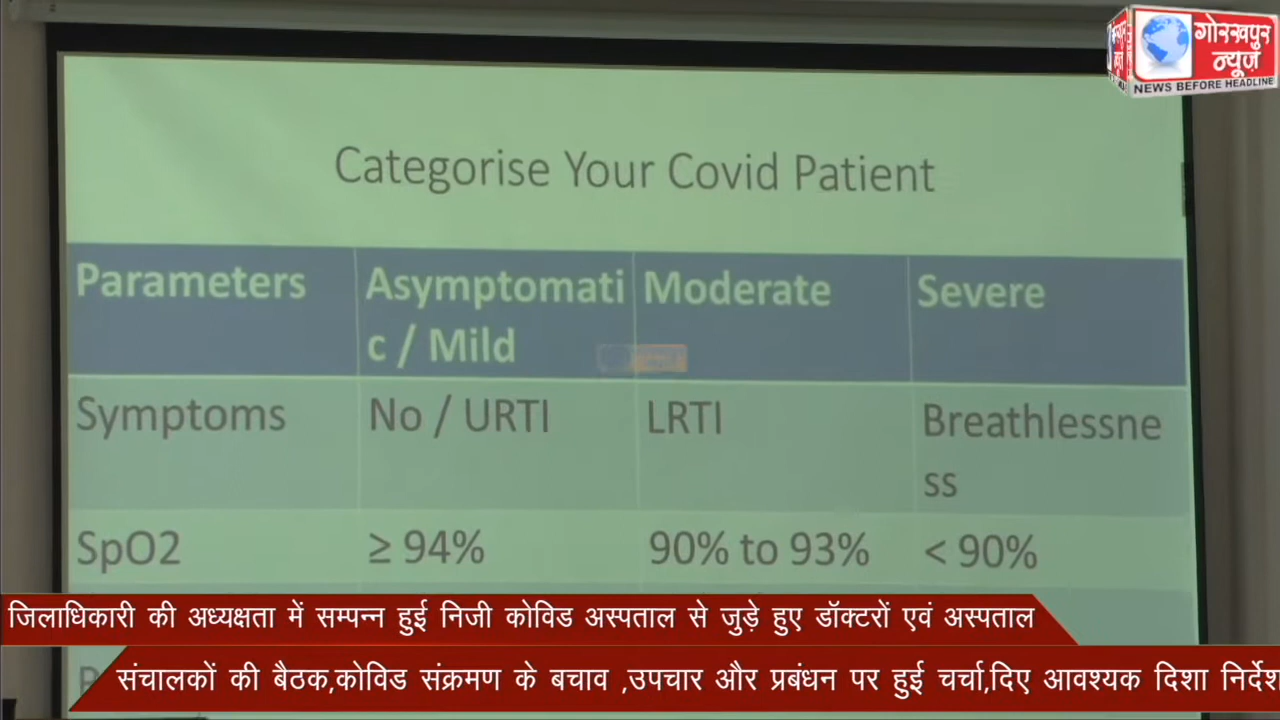 गोरखपुर
न्यूज़
NEWS BEFORE HEADLINE
Categorise Your Covid Patient
Parameters Asymptomati Moderate Severe
c / Mild
Symptoms No / URTI LRTI Breathlessne
ss
SpO2 ≥ 94% 90% to 93% < 90%
जिलाधिकारी की अध्यक्षता में सम्पन्न हुई निजी कोविड अस्पताल से जुड़े हुए डॉक्टरों एवं अस्पताल
संचालकों की बैठक,कोविड संक्रमण के बचाव ,उपचार और प्रबंधन पर हुई चर्चा,दिए आवश्यक दिशा निर्देश